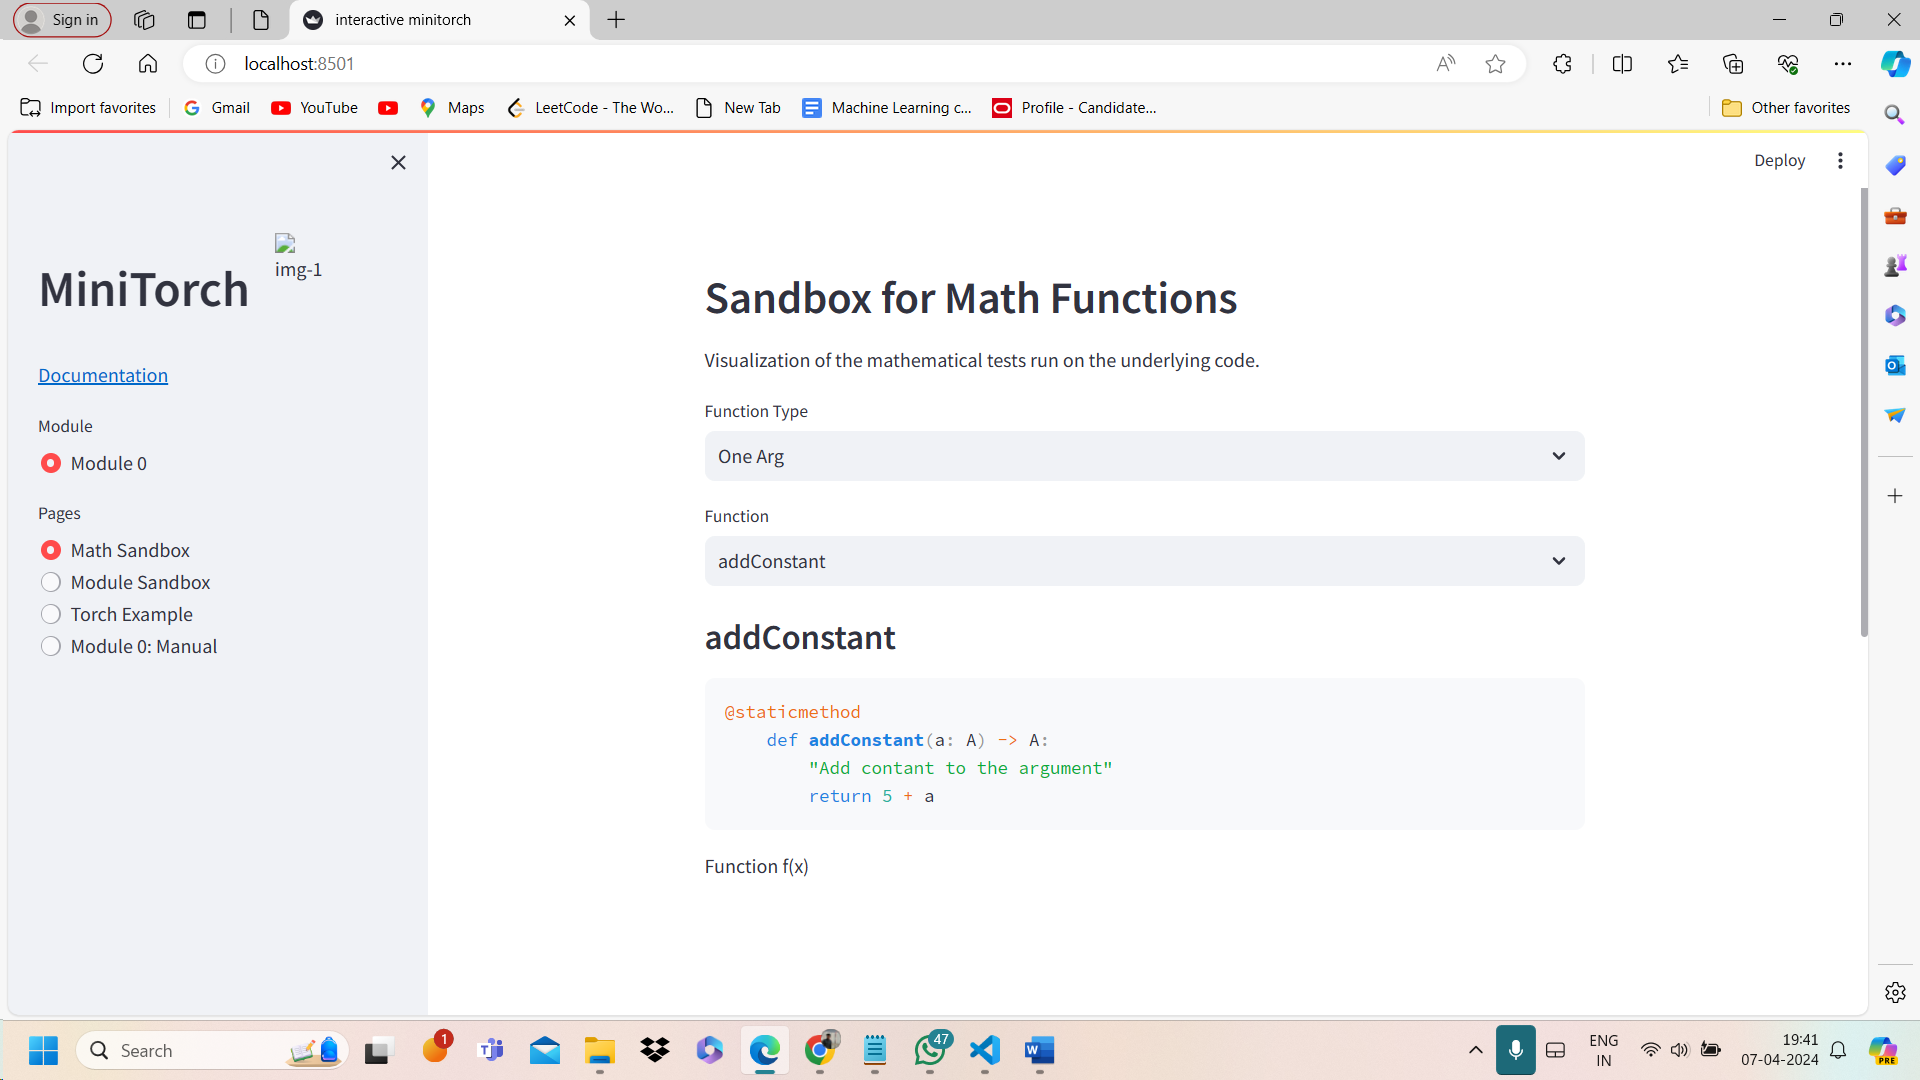 Sign in
interactive minitorch
localhost:8501
Import favorites
Gmail
YouTube
Maps
LeetCode - The Wo...
New Tab
Machine Learning c...
Profile - Candidate...
Other favorites
Deploy
img-1
MiniTorch
Documentation
Module
Module 0
Pages
Math Sandbox
Module Sandbox
Torch Example
Module 0: Manual
Sandbox for Math Functions
Visualization of the mathematical tests run on the underlying code.
Function Type
One Arg
Function
addConstant
addConstant
@staticmethod
def addConstant(a: A) -> A:
"Add contant to the argument"
return 5 + a
Function f(x)
Search
1
47
ENG
IN
19:41
07-04-2024
PRE